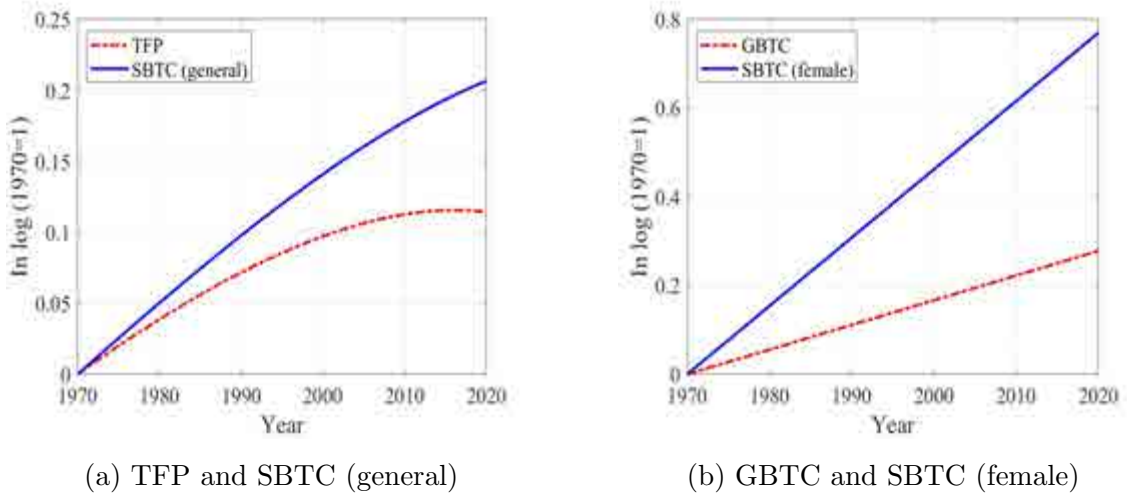 0.25
TFP
SBTC (general)
0.2
0.15
0.1
0.05
0
In log (1970=1)
1970 1980 1990 2000 2010 2020
Year
(a) TFP and SBTC (general)
0.8
GBTC
SBTC (female)
0.6
0.4
0.2
0
In log (1970=1)
1970 1980 1990 2000 2010 2020
Year
(b) GBTC and SBTC (female)